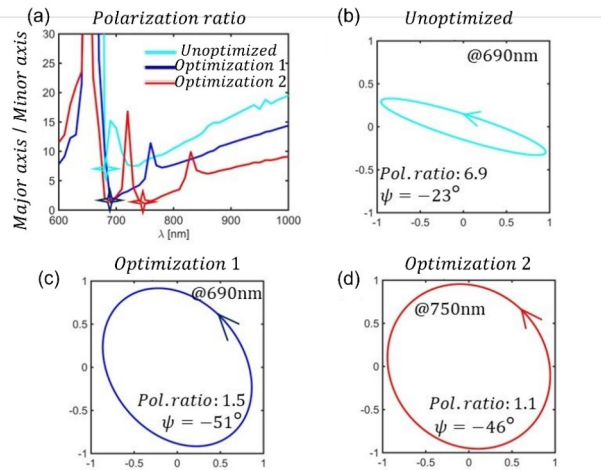 (a) Polarization ratio
Major axis / Minor axis
30
25
20
15
10
5
0
600 700 800 900 1000
λ [nm]
Unoptimized
Optimization 1
Optimization 2
(b) Unoptimized
@690nm
1
0.5
0
-0.5
-1
-1 -0.5 0 0.5 1
Pol.ratio: 6.9
ψ = −23°
(c) Optimization 1
@690nm
1
0.5
0
-0.5
-1
-1 -0.5 0 0.5 1
Pol.ratio: 1.5
ψ = −51°
(d) Optimization 2
@750nm
1
0.5
0
-0.5
-1
-1 -0.5 0 0.5 1
Pol.ratio: 1.1
ψ = −46°